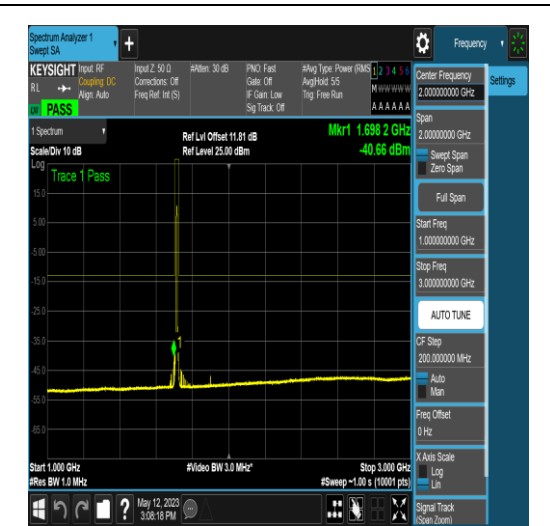 Spectrum Analyzer 1
Swept SA
+
Frequency
KEYSIGHT
RL
LM PASS
Input: RF
Coupling: DC
Align: Auto
Input Z: 50 Ω
Corrections: Off
Freq Ref: Int (S)
#Atten: 30 dB
PNO: Fast
Gate: Off
IF Gain: Low
Sig Track: Off
#Avg Type: Power (RMS
Avg|Hold: 5/5
Trig: Free Run
1 2 3 4 5 6
M W W W W W
A A A A A A
Center Frequency
2.000000000 GHz
Settings
Span
2.00000000 GHz
Swept Span
Zero Span
Full Span
Start Freq
1.000000000 GHz
Stop Freq
3.000000000 GHz
AUTO TUNE
CF Step
200.000000 MHz
Auto
Man
Freq Offset
0 Hz
X Axis Scale
Log
Lin
Signal Track
(Span Zoom)
1 Spectrum
Scale/Div 10 dB
Ref Lvl Offset 11.81 dB
Ref Level 25.00 dBm
Mkr1 1.698 2 GHz
-40.66 dBm
Log
Trace 1 Pass
15.0
5.00
-5.00
-15.0
-25.0
-35.0
-45.0
-55.0
-65.0
1
Start 1.000 GHz
#Res BW 1.0 MHz
#Video BW 3.0 MHz*
Stop 3.000 GHz
#Sweep ~1.00 s (10001 pts)
?
May 12, 2023
3:08:18 PM